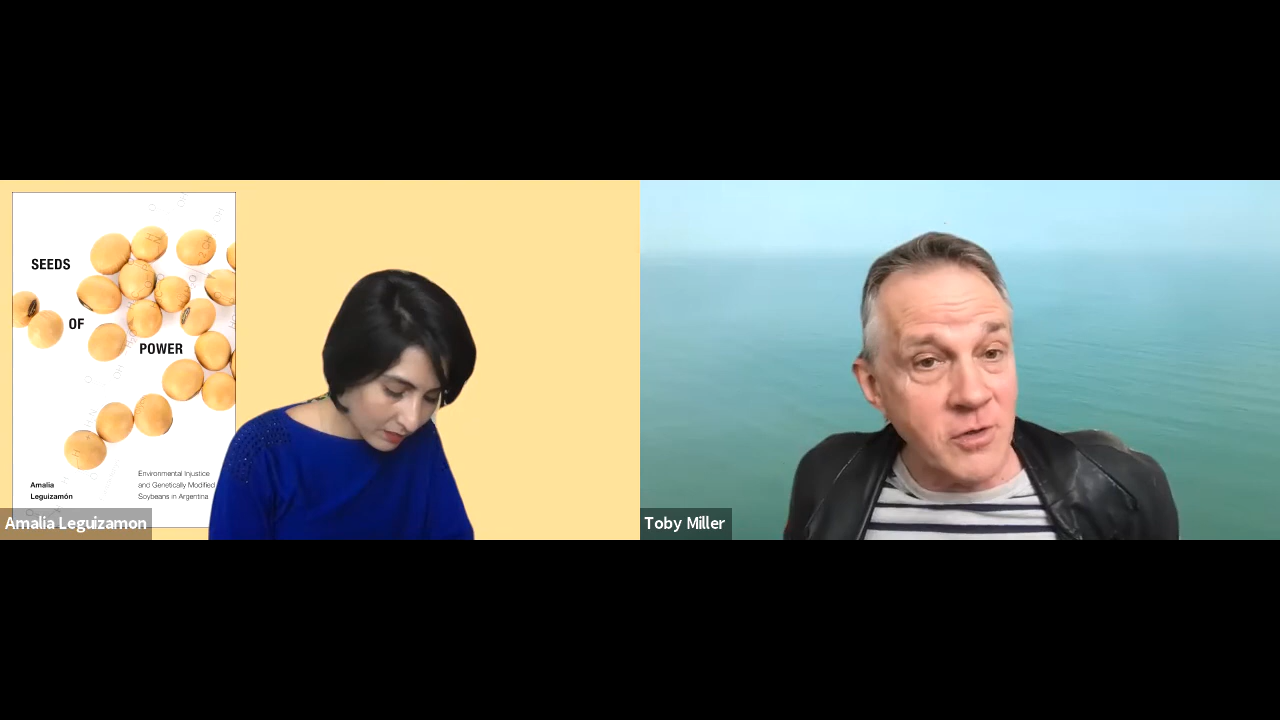 SEEDS
OF
POWER
Environmental Injustice
and Genetically Modified
Soybeans in Argentina
Amalia
Leguizamón
Amalia Leguizamon
Toby Miller